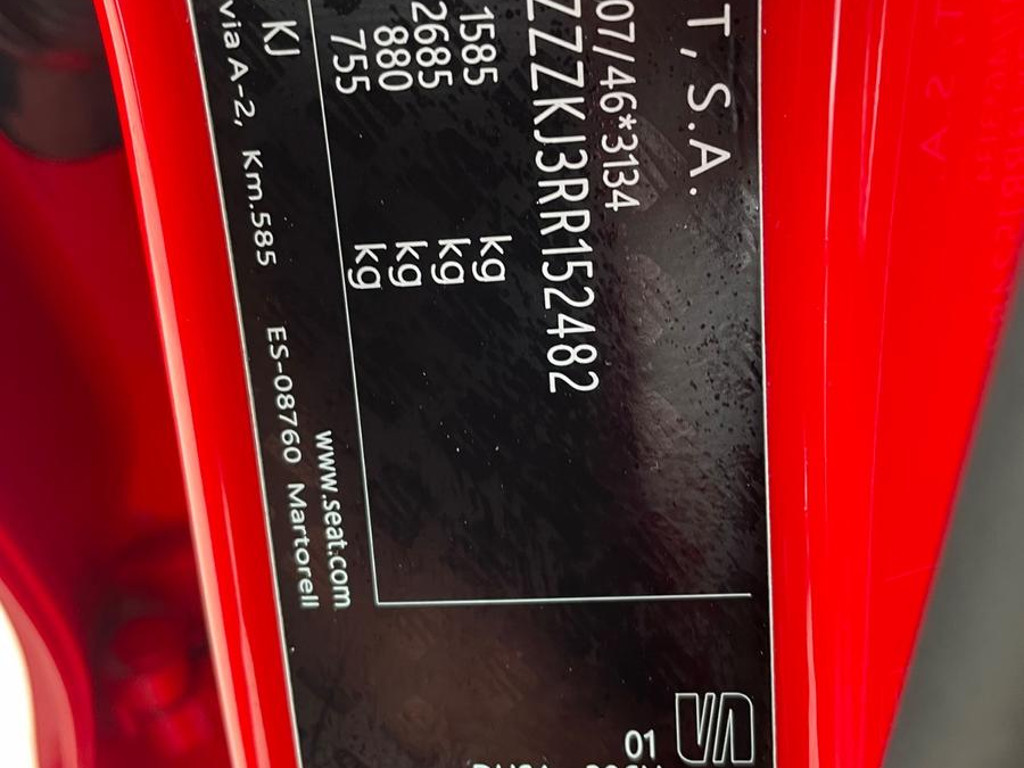 T, S.A.
07/46*3134
ZZZKJ3RR152482
1585 kg
2685 kg
880 kg
755 kg
KJ
www.seat.com
via A-2, Km.585 ES-08760 Martorell
01